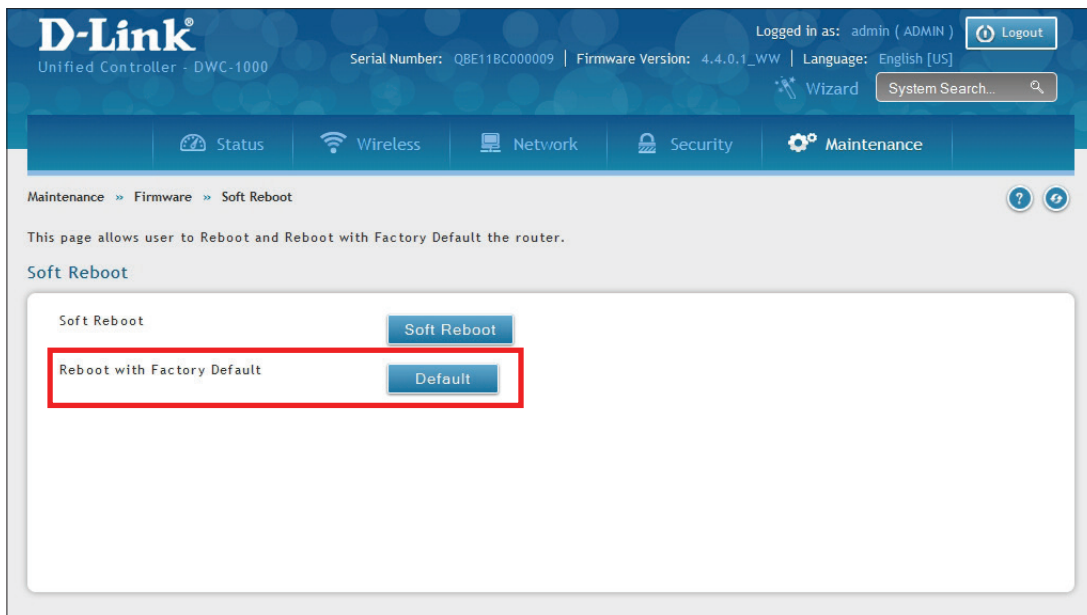 D-Link®
Unified Controller - DWC-1000
Logged in as: admin ( ADMIN )
Logout
Serial Number: QBE11BC000009 | Firmware Version: 4.4.0.1_WW | Language: English [US]
Wizard
System Search...
Status
Wireless
Network
Security
Maintenance
Maintenance » Firmware » Soft Reboot
?
This page allows user to Reboot and Reboot with Factory Default the router.
Soft Reboot
Soft Reboot
Soft Reboot
Reboot with Factory Default
Default